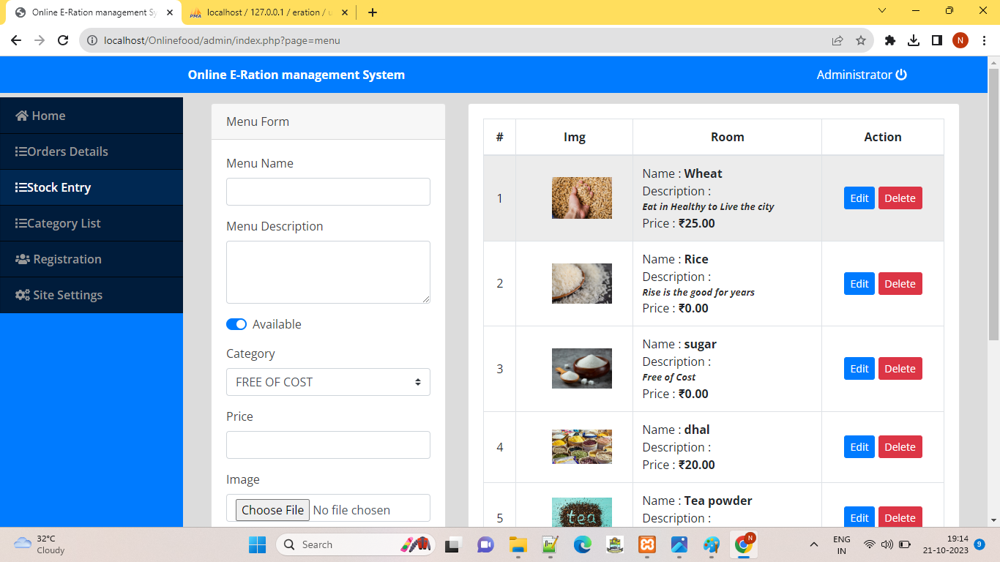 Online E-Ration management Sy
localhost / 127.0.0.1 / eration / u
localhost/Onlinefood/admin/index.php?page=menu
N
Online E-Ration management System
Administrator
Home
Orders Details
Stock Entry
Category List
Registration
Site Settings
Menu Form
Menu Name
Menu Description
Available
Category
FREE OF COST
Price
Image
Choose File No file chosen
# Img Room Action
1
Name : Wheat
Description :
Eat in Healthy to Live the city
Price : ₹25.00
Edit Delete
2
Name : Rice
Description :
Rise is the good for years
Price : ₹0.00
Edit Delete
3
Name : sugar
Description :
Free of Cost
Price : ₹0.00
Edit Delete
4
Name : dhal
Description :
Price : ₹20.00
Edit Delete
5
tea
Name : Tea powder
Description :
Edit Delete
32°C
Cloudy
Search
N
ENG
IN
19:14
21-10-2023
9